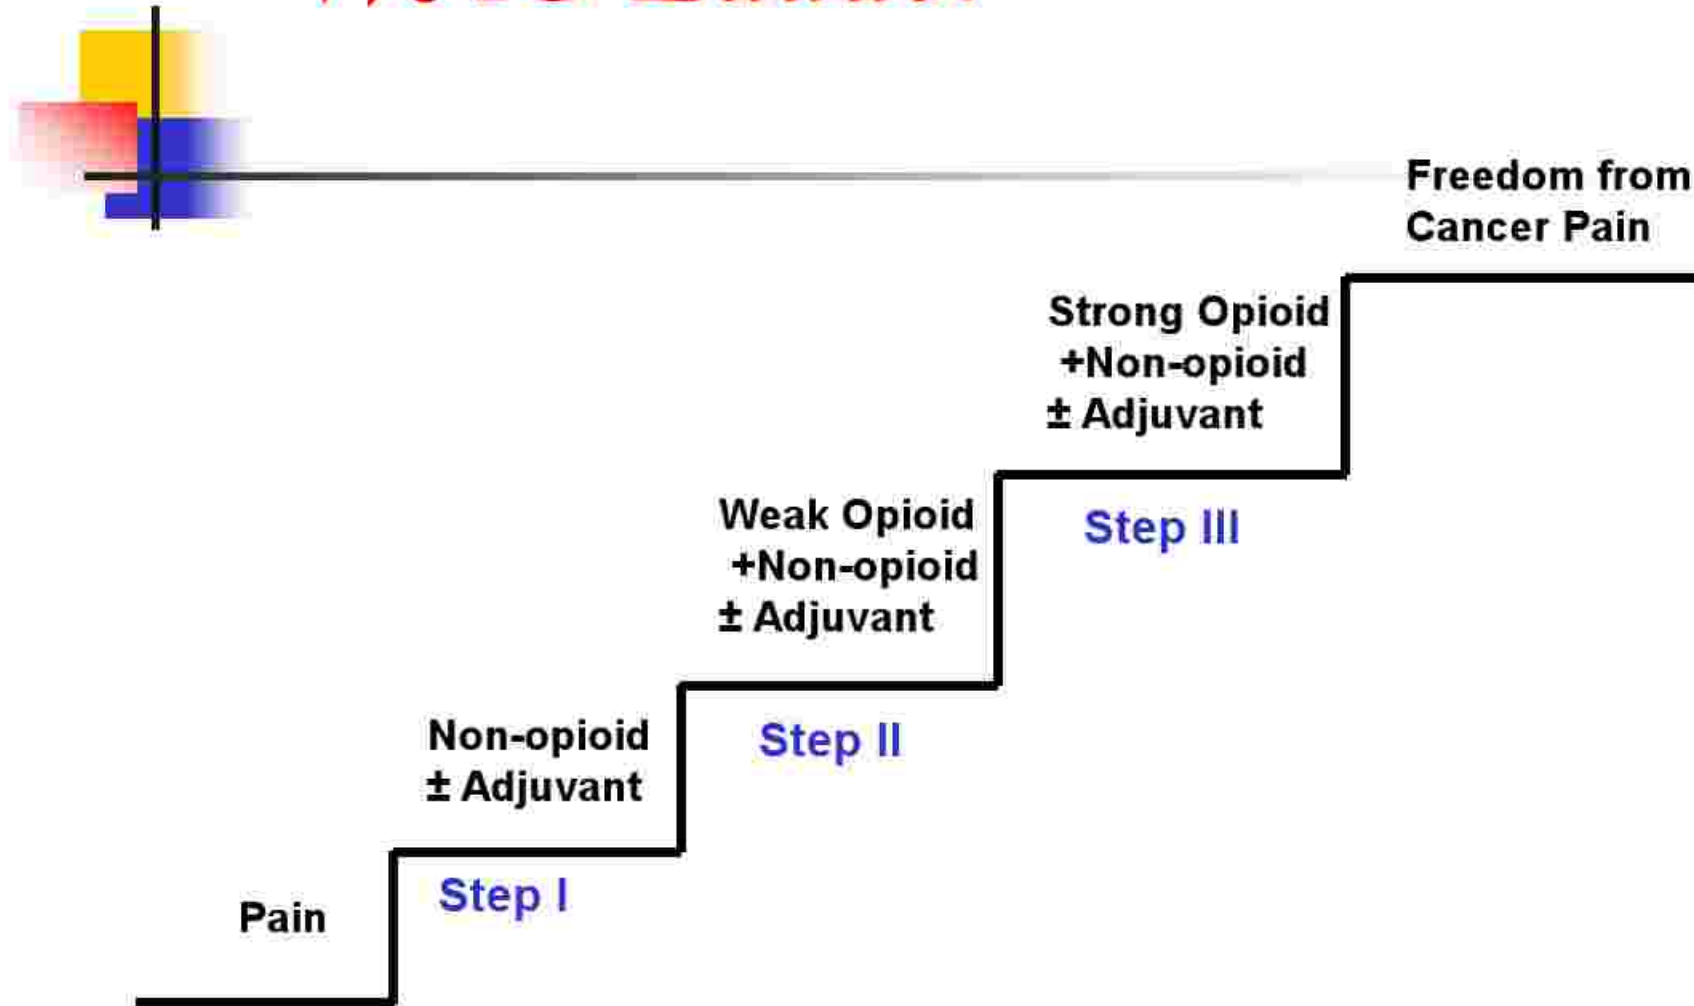 Freedom from
Cancer Pain
Strong Opioid
+Non-opioid
± Adjuvant
Step III
Weak Opioid
+Non-opioid
± Adjuvant
Step II
Non-opioid
± Adjuvant
Step I
Pain